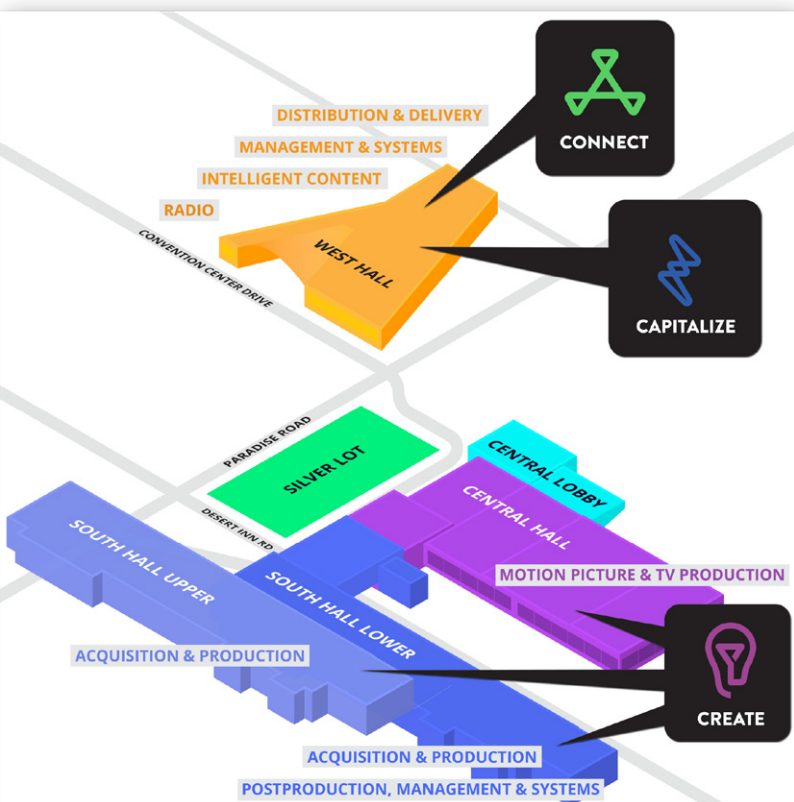 CONNECT
DISTRIBUTION & DELIVERY
MANAGEMENT & SYSTEMS
INTELLIGENT CONTENT
RADIO
WEST HALL
CONVENTION CENTER DRIVE
CAPITALIZE
PARADISE ROAD
SILVER LOT
CENTRAL LOBBY
CENTRAL HALL
DESERT INN RD
SOUTH HALL UPPER
SOUTH HALL LOWER
MOTION PICTURE & TV PRODUCTION
ACQUISITION & PRODUCTION
CREATE
ACQUISITION & PRODUCTION
POSTPRODUCTION, MANAGEMENT & SYSTEMS